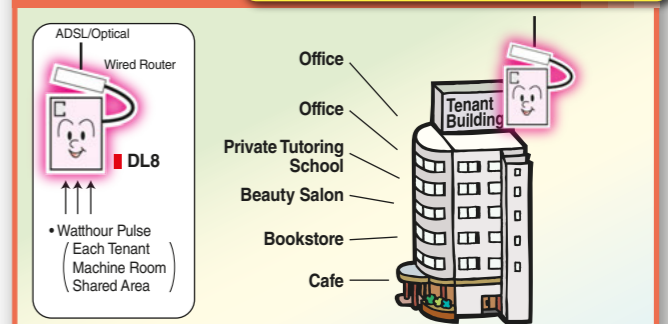 ADSL/Optical
Wired Router
C
DL8
• Watthour Pulse
( Each Tenant
Machine Room
Shared Area )
Office
Office
Private Tutoring
School
Beauty Salon
Bookstore
Cafe
Tenant
Building
C